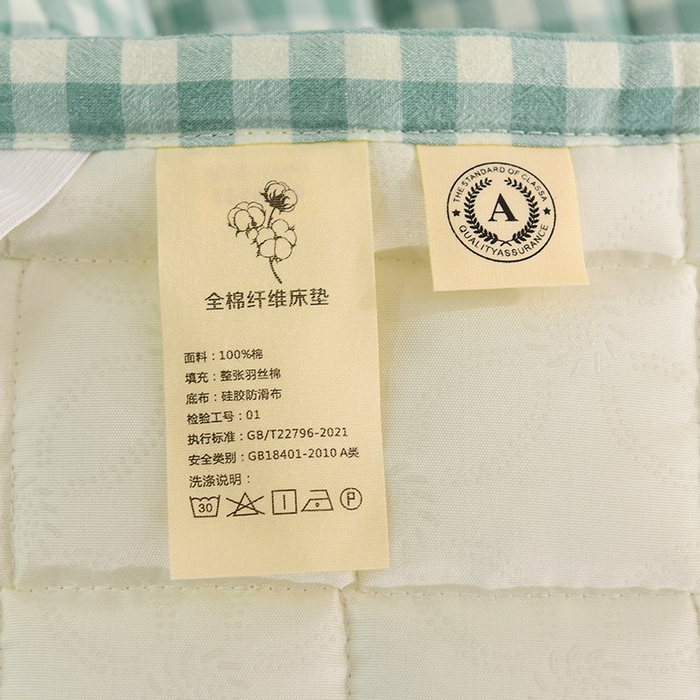 全棉纤维床垫
面料：100%棉
填充：整张羽丝棉
底布：硅胶防滑布
检验工号：01
执行标准：GB/T22796-2021
安全类别：GB18401-2010 A类
洗涤说明：
30
P
THE STANDARD OF CLASSA
A
QUALITYASSURANCE